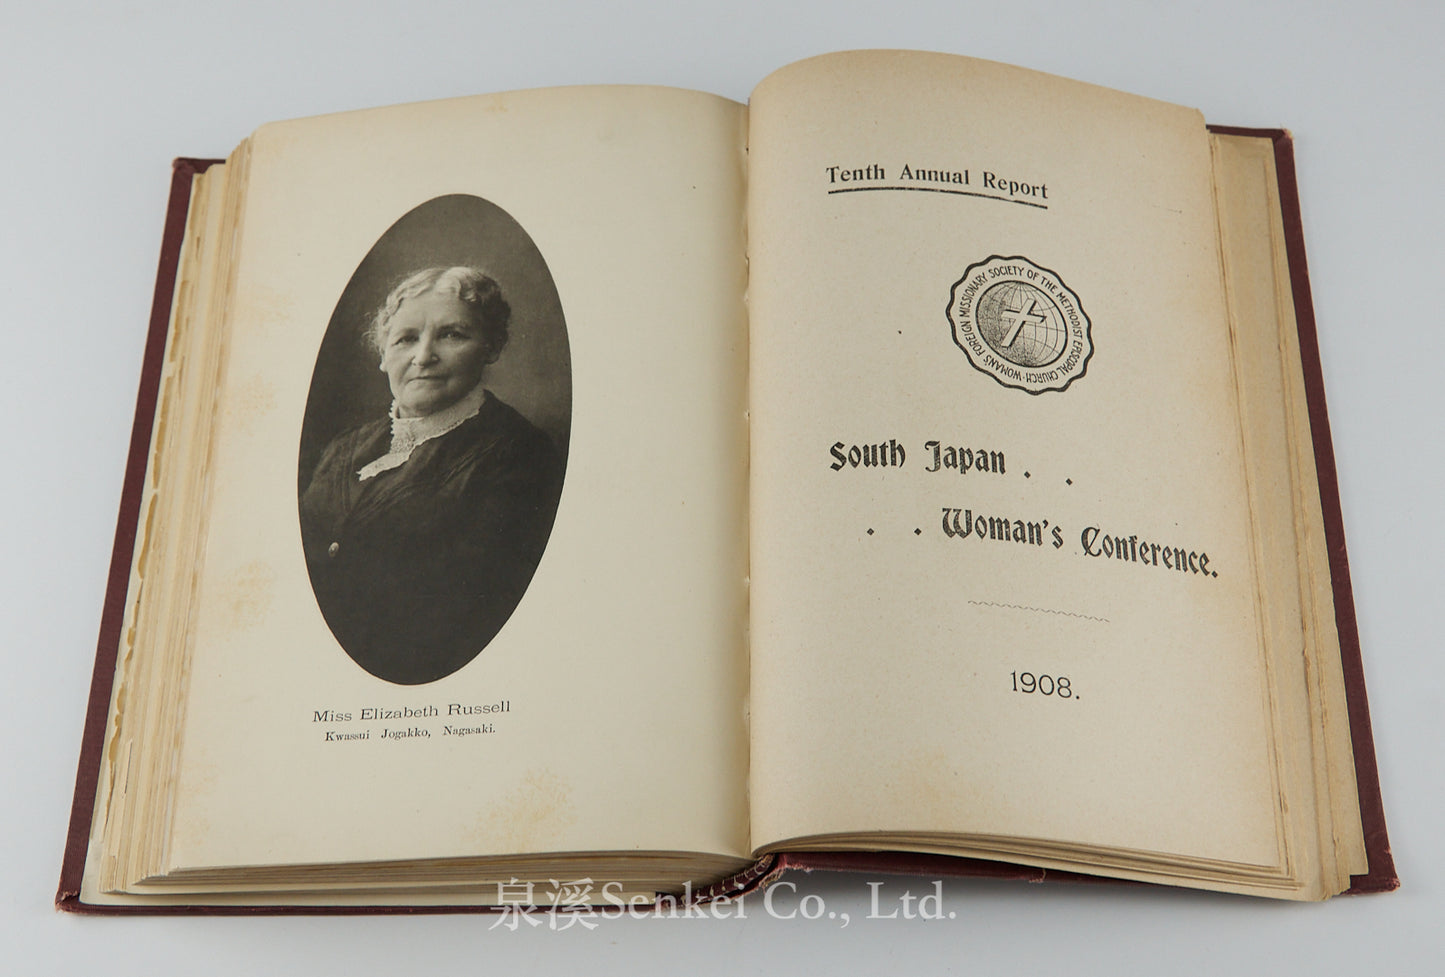 Miss Elizabeth Russell
Kwassui Jogakko, Nagasaki.
Tenth Annual Report
WOMAN'S FOREIGN MISSIONARY SOCIETY OF THE METHODIST EPISCOPAL CHURCH
South Japan . .
. . Woman's Conference.
1908.
泉溪Senkei Co., Ltd.